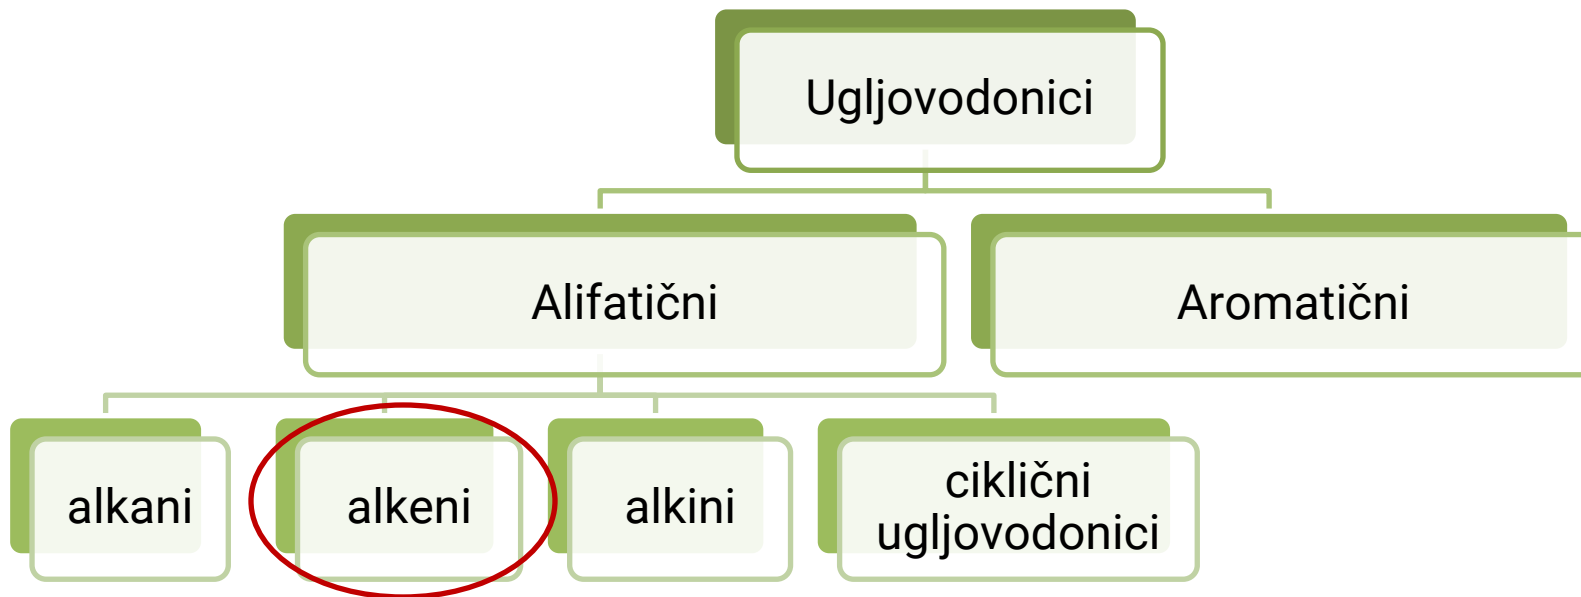 Ugljovodonici
Alifatični
Aromatični
alkani
alkeni
alkini
ciklični
ugljovodonici